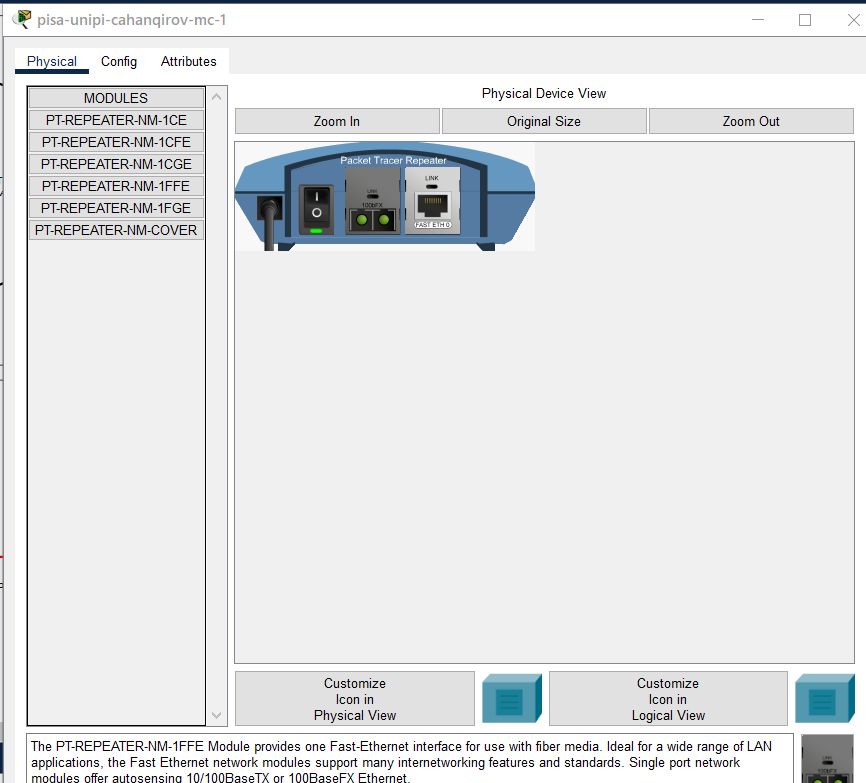 pisa-unipi-cahanqirov-mc-1
Physical Config Attributes
MODULES
PT-REPEATER-NM-1CE
PT-REPEATER-NM-1CFE
PT-REPEATER-NM-1CGE
PT-REPEATER-NM-1FFE
PT-REPEATER-NM-1FGE
PT-REPEATER-NM-COVER
Physical Device View
Zoom In
Original Size
Zoom Out
Packet Tracer Repeater
LINK
100bFX
LINK
FAST ETH 0
Customize
Icon in
Physical View
Customize
Icon in
Logical View
The PT-REPEATER-NM-1FFE Module provides one Fast-Ethernet interface for use with fiber media. Ideal for a wide range of LAN
applications, the Fast Ethernet network modules support many internetworking features and standards. Single port network
modules offer autosensing 10/100BaseTX or 100BaseFX Ethernet.
LINK
100bFX